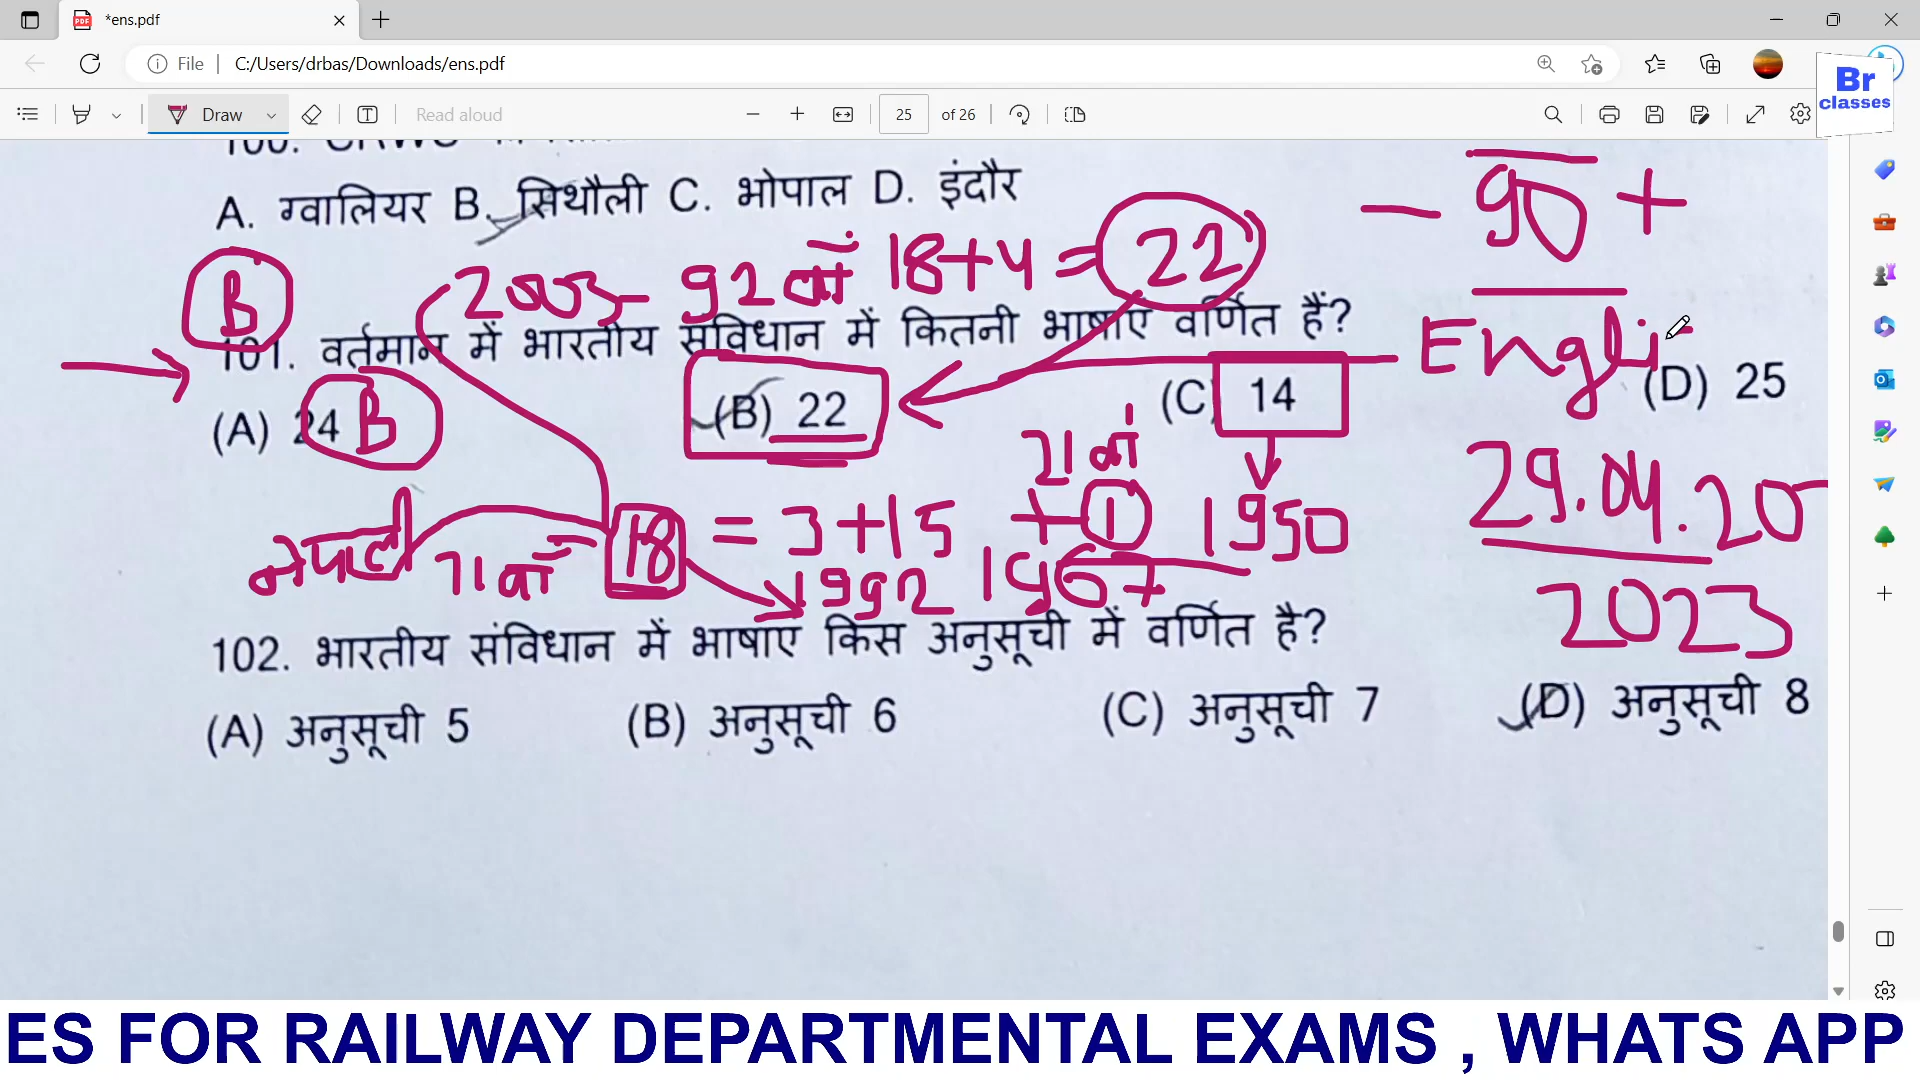 *ens.pdf
File C:/Users/drbas/Downloads/ens.pdf
Br
classes
Draw Read aloud 25 of 26
A. ग्वालियर B. सिथौली C. भोपाल D. इंदौर
90 +
B 2003 92 वां 18+4 = 22
101. वर्तमान में भारतीय संविधान में कितनी भाषाए वर्णित हैं?
Engli
(A) 24 (B) 22 (C) 14 (D) 25
B
21 वां
29.04.20
71 वां = 18 = 3+15 + 1 1950
1992 1967
2023
102. भारतीय संविधान में भाषाए किस अनुसूची में वर्णित है?
(A) अनुसूची 5 (B) अनुसूची 6 (C) अनुसूची 7 (D) अनुसूची 8
ES FOR RAILWAY DEPARTMENTAL EXAMS , WHATS APP